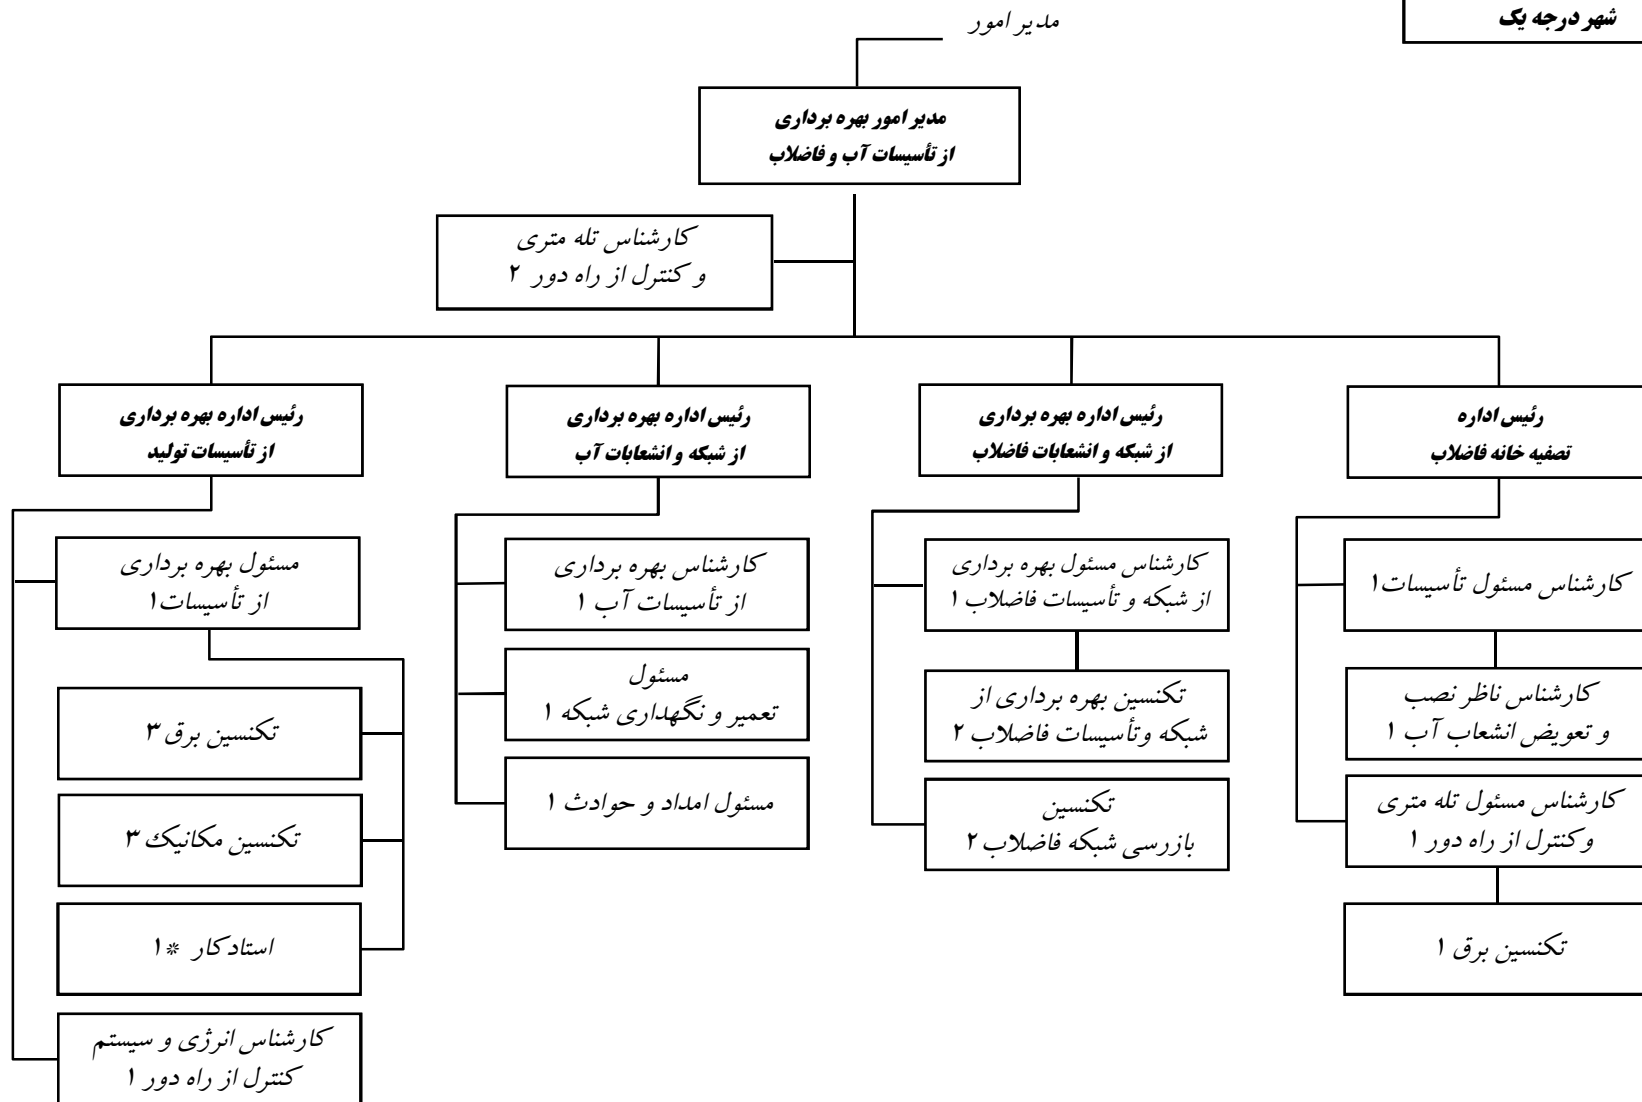 شهر درجه یک
مدیر امور
مدیر امور بهره برداری
از تأسیسات آب و فاضلاب
کارشناس تله متری
و کنترل از راه دور ۲
رئیس اداره
تصفیه خانه فاضلاب
کارشناس مسئول تأسیسات۱
کارشناس ناظر نصب
و تعویض انشعاب آب ۱
کارشناس مسئول تله متری
وکنترل از راه دور ۱
تکنسین برق ۱
رئیس اداره بهره برداری
از شبکه و انشعابات فاضلاب
کارشناس مسئول بهره برداری
از شبکه و تأسیسات فاضلاب ۱
تکنسین بهره برداری از
شبکه وتأسیسات فاضلاب ۲
تکنسین
بازرسی شبکه فاضلاب ۲
رئیس اداره بهره برداری
از شبکه و انشعابات آب
کارشناس بهره برداری
از تأسیسات آب ۱
مسئول
تعمیر و نگهداری شبکه ۱
مسئول امداد و حوادث ۱
رئیس اداره بهره برداری
از تأسیسات تولید
مسئول بهره برداری
از تأسیسات۱
تکنسین برق ۳
تکنسین مکانیک ۳
استادکار *۱
کارشناس انرژی و سیستم
کنترل از راه دور ۱